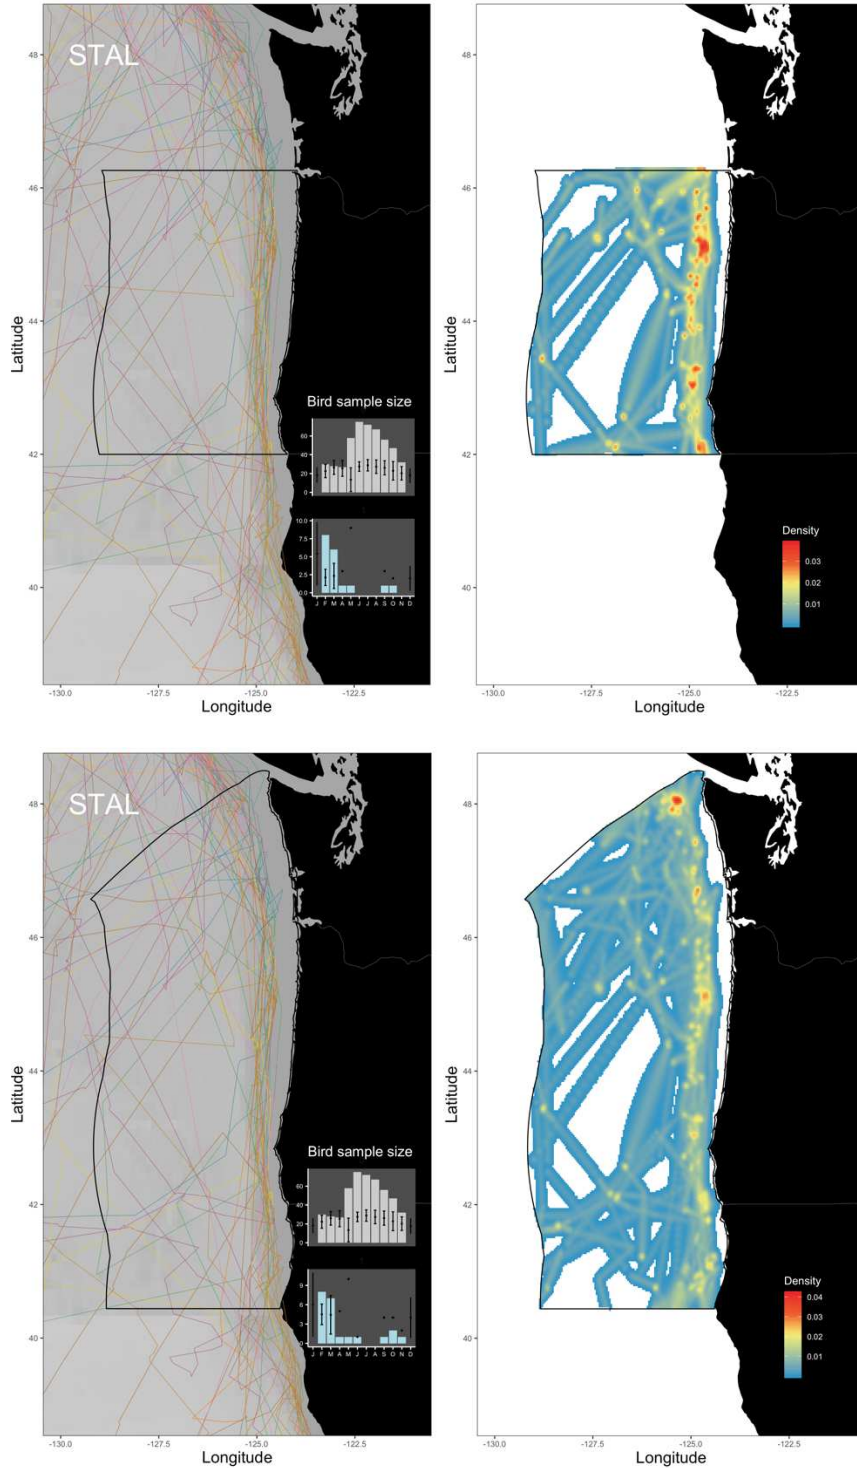 STAL
48
46
44
42
40
Latitude
Bird sample size
60
40
20
0
10.0
7.5
5.0
2.5
0.0
J F M A M J J A S O N D
-130.0 -127.5 -125.0 -122.5
Longitude
48
46
44
42
40
Latitude
Density
0.03
0.02
0.01
-130.0 -127.5 -125.0 -122.5
Longitude
STAL
48
46
44
42
40
Latitude
Bird sample size
60
40
20
0
9
6
3
0
J F M A M J J A S O N D
-130.0 -127.5 -125.0 -122.5
Longitude
48
46
44
42
40
Latitude
Density
0.04
0.03
0.02
0.01
-130.0 -127.5 -125.0 -122.5
Longitude